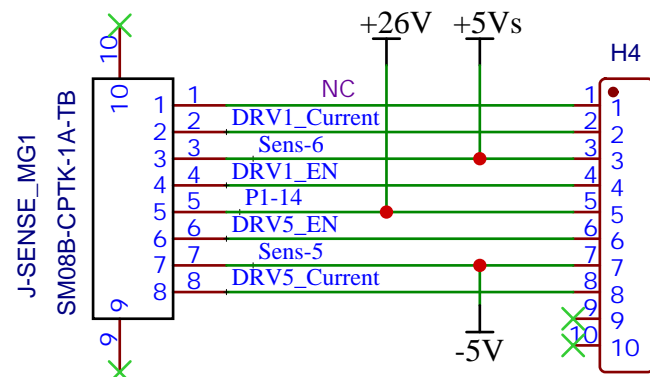 +26V
+5Vs
H4
10
10
J-SENSE_MG1
SM08B-CPTK-1A-TB
1 1 NC 1 1
2 2 DRV1_Current 2 2
3 3 Sens-6 3 3
4 4 DRV1_EN 4 4
5 5 P1-14 5 5
6 6 DRV5_EN 6 6
7 7 Sens-5 7 7
8 8 DRV5_Current 8 8
9 9
10 10
9
9
-5V